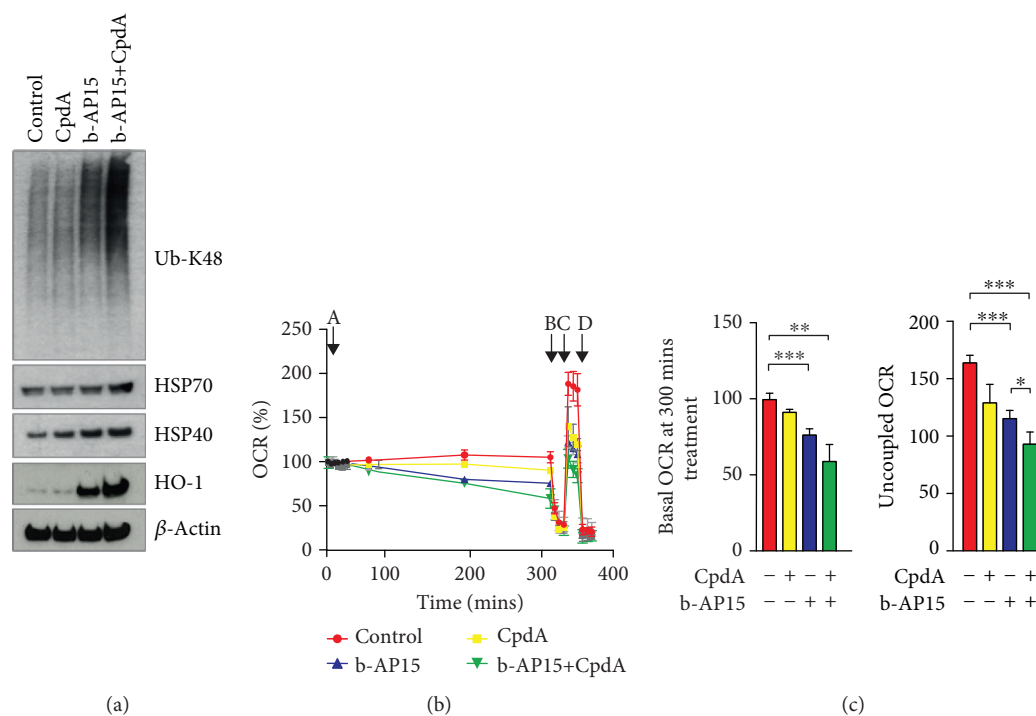 Control
CpdA
b-AP15
b-AP15+CpdA
Ub-K48
HSP70
HSP40
HO-1
β-Actin
(a)
OCR (%)
250
200
150
100
50
0
A
BC
D
0 100 200 300 400
Time (mins)
Control
CpdA
b-AP15
b-AP15+CpdA
(b)
Basal OCR at 300 mins
treatment
150
100
50
0
**
***
CpdA − + − +
b-AP15 − − + +
Uncoupled OCR
200
150
100
50
0
***
***
*
CpdA − + − +
b-AP15 − − + +
(c)